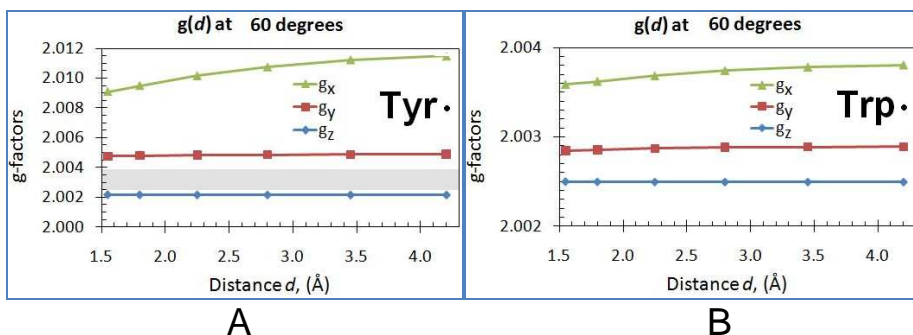 g(d) at 60 degrees
2.012
2.010
2.008
2.006
2.004
2.002
2.000
g-factors
gx
gy
gz
Tyr·
1.5 2.0 2.5 3.0 3.5 4.0
Distance d, (Å)
A
g(d) at 60 degrees
2.004
2.003
2.002
g-factors
gx
gy
gz
Trp·
1.5 2.0 2.5 3.0 3.5 4.0
Distance d, (Å)
B